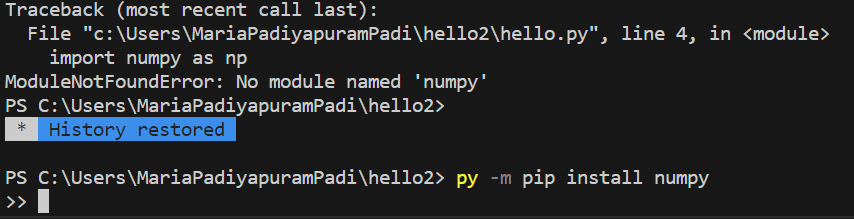 Traceback (most recent call last):
  File "c:\Users\MariaPadiyapuramPadi\hello2\hello.py", line 4, in <module>
    import numpy as np
ModuleNotFoundError: No module named 'numpy'
PS C:\Users\MariaPadiyapuramPadi\hello2>
* History restored
PS C:\Users\MariaPadiyapuramPadi\hello2> py -m pip install numpy
>>